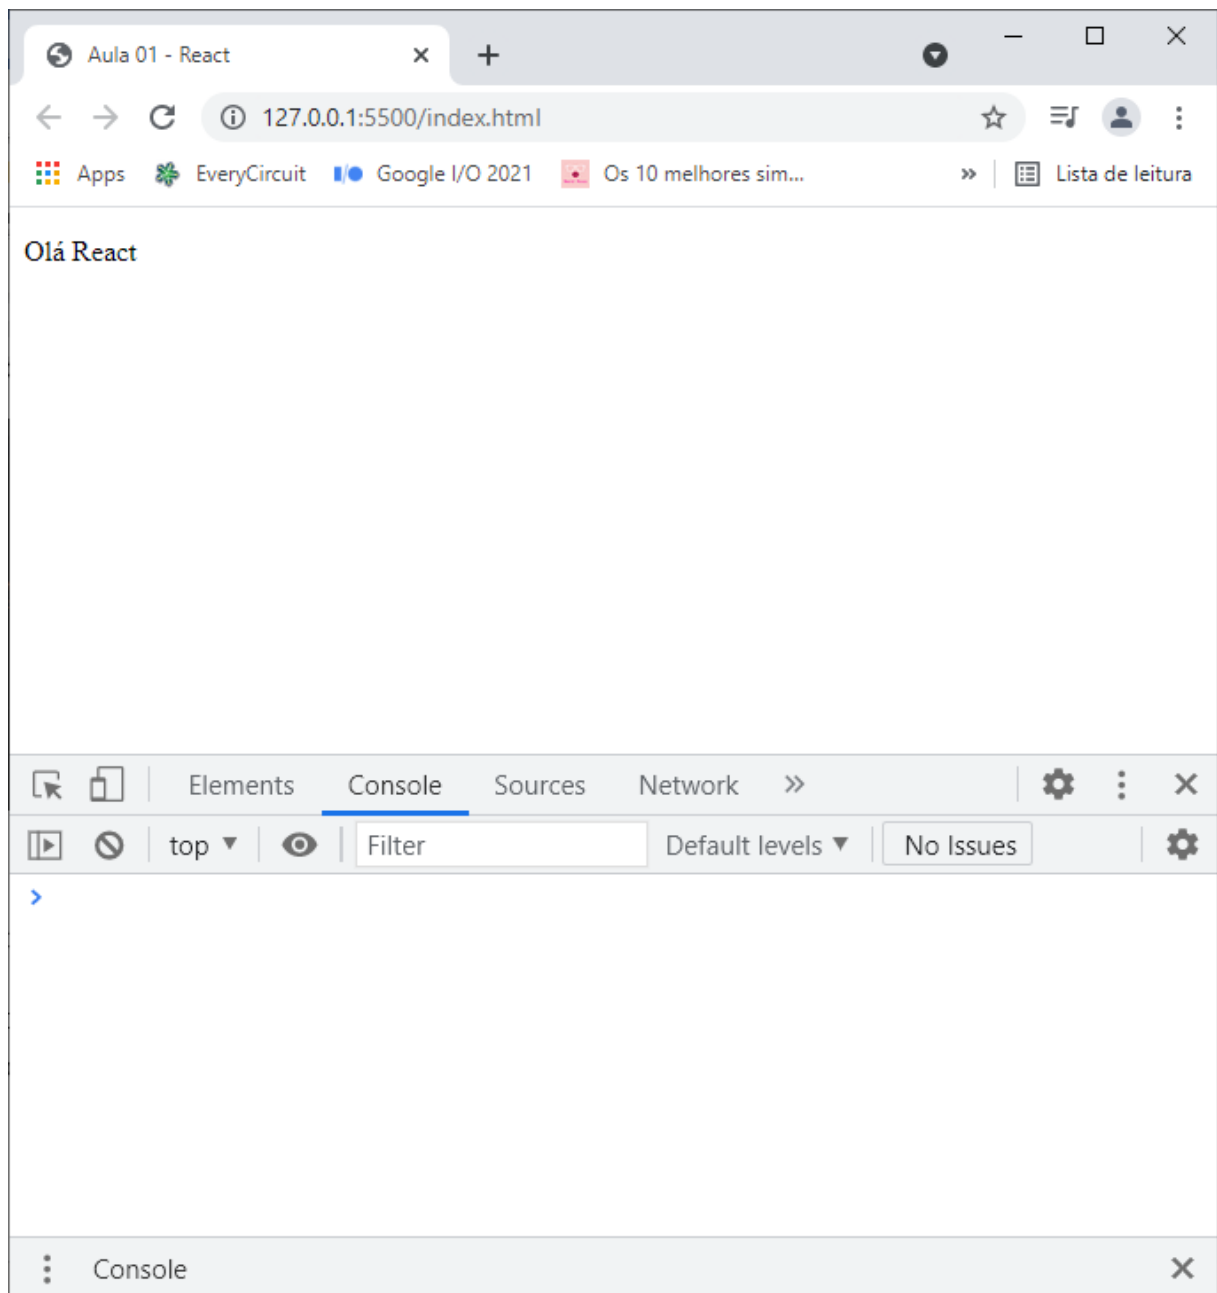 Aula 01 - React
127.0.0.1:5500/index.html
Apps EveryCircuit Google I/O 2021 Os 10 melhores sim... » Lista de leitura
Olá React
Elements Console Sources Network »
top Filter Default levels No Issues
>
Console